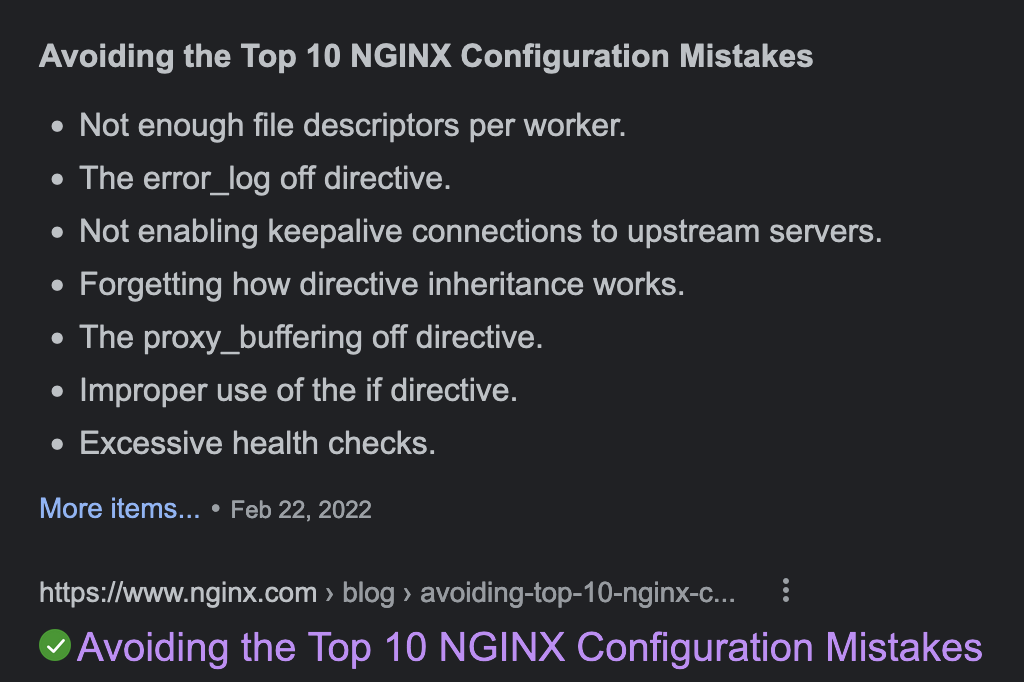 Avoiding the Top 10 NGINX Configuration Mistakes
• Not enough file descriptors per worker.
• The error_log off directive.
• Not enabling keepalive connections to upstream servers.
• Forgetting how directive inheritance works.
• The proxy_buffering off directive.
• Improper use of the if directive.
• Excessive health checks.
More items... • Feb 22, 2022
https://www.nginx.com › blog › avoiding-top-10-nginx-c...
Avoiding the Top 10 NGINX Configuration Mistakes